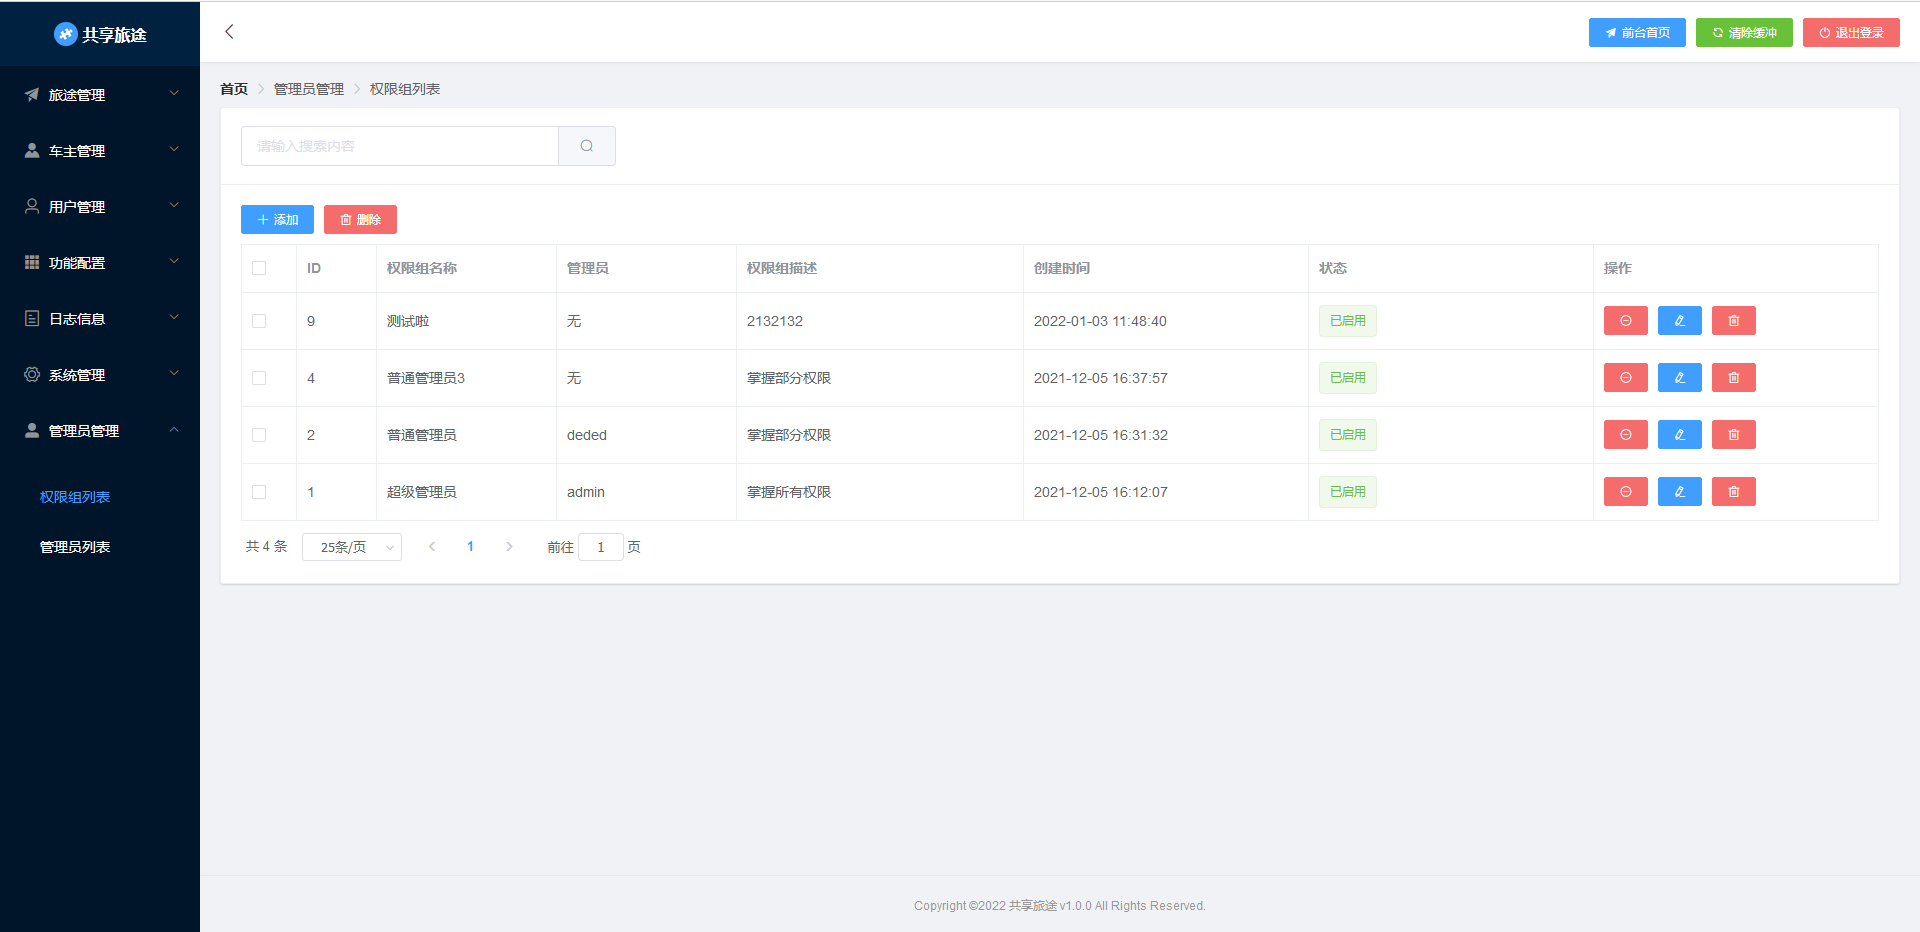 共享旅途
前台首页 清除缓冲 退出登录
旅途管理
车主管理
用户管理
功能配置
日志信息
系统管理
管理员管理
权限组列表
管理员列表
首页 管理员管理 权限组列表
请输入搜索内容
添加 删除
ID 权限组名称 管理员 权限组描述 创建时间 状态 操作
9 测试啦 无 2132132 2022-01-03 11:48:40 已启用
4 普通管理员3 无 掌握部分权限 2021-12-05 16:37:57 已启用
2 普通管理员 deded 掌握部分权限 2021-12-05 16:31:32 已启用
1 超级管理员 admin 掌握所有权限 2021-12-05 16:12:07 已启用
共 4 条 25条/页 1 前往 1 页
Copyright ©2022 共享旅途 v1.0.0 All Rights Reserved.